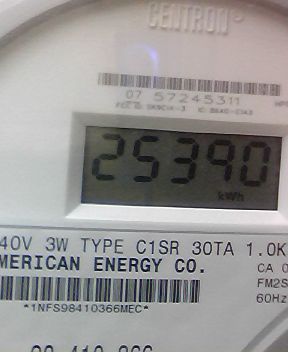 CENTRON
07 57245311
25390
kWh
40V 3W TYPE C1SR 30TA 1.0K
MERICAN ENERGY CO.
CA 0
FM2S
60Hz
*1NFS98410366MEC*